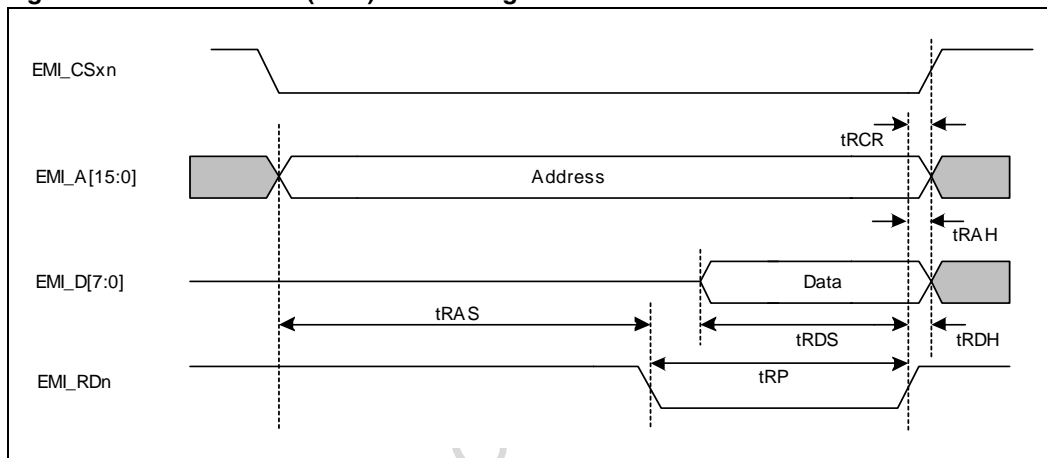 EMI_CSxn
tRCR
EMI_A[15:0]
Address
tRAH
EMI_D[7:0]
Data
tRAS
tRDS
tRDH
EMI_RDn
tRP